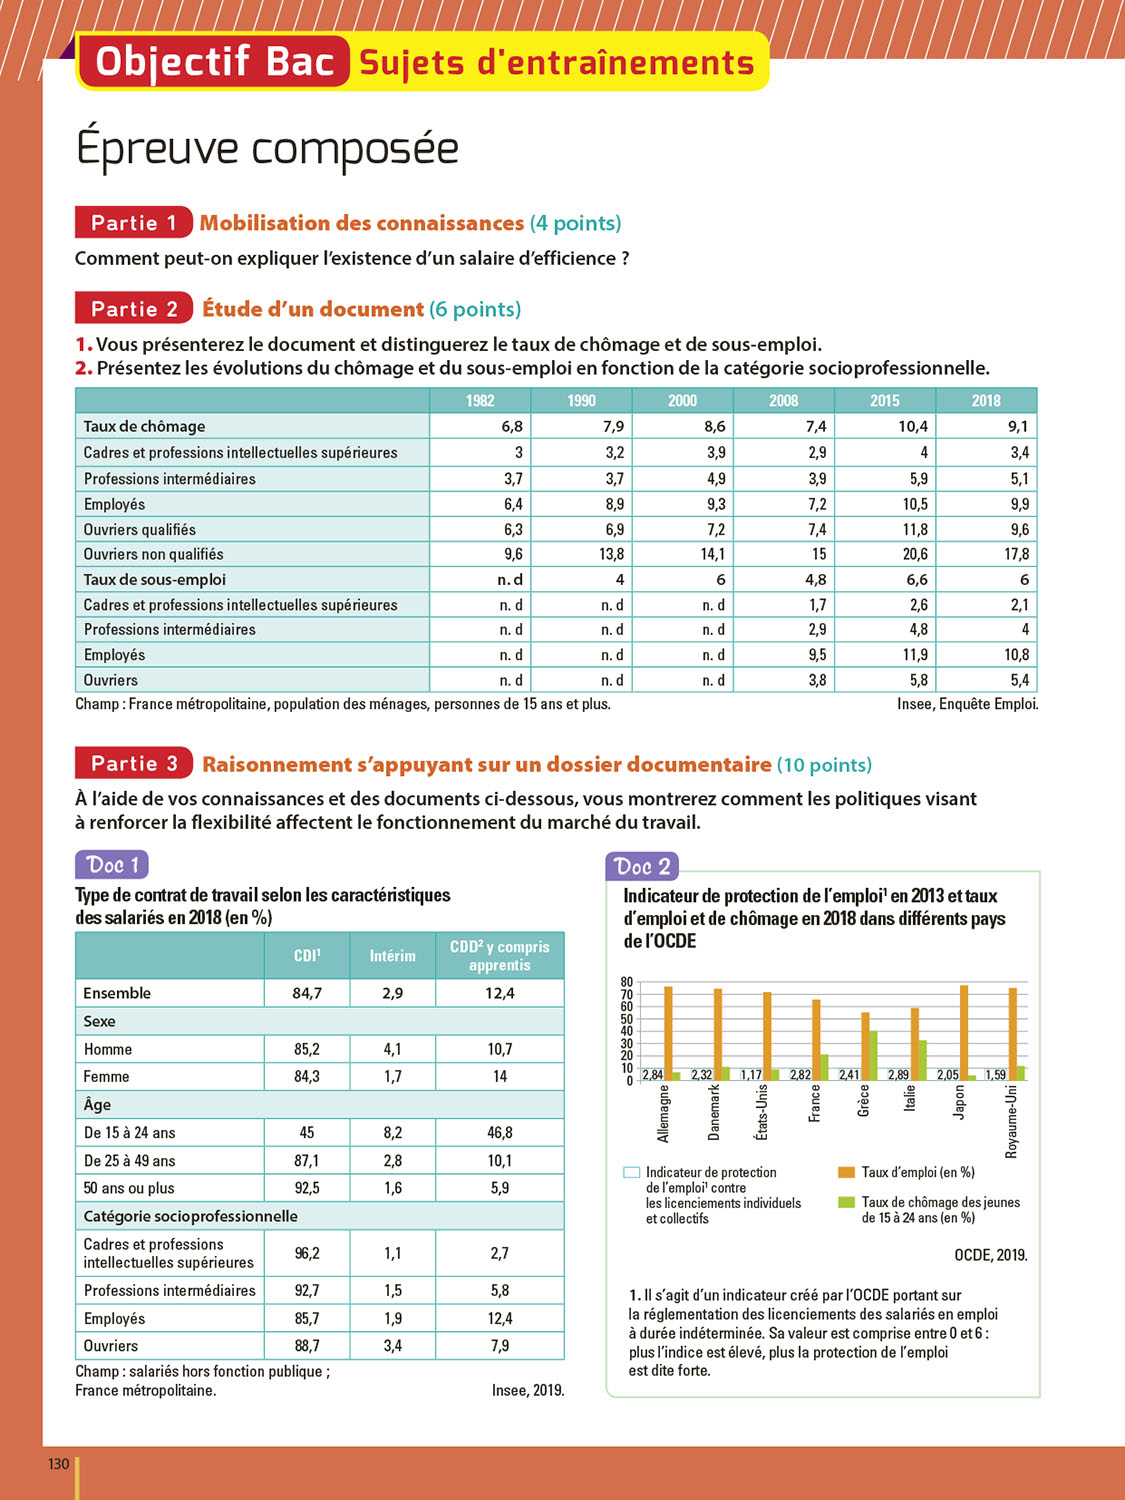 Objectif Bac Sujets d'entraînements
Épreuve composée
Partie 1 Mobilisation des connaissances (4 points)
Comment peut-on expliquer l'existence d'un salaire d'efficience ?
Partie 2 Étude d'un document (6 points)
1. Vous présenterez le document et distinguerez le taux de chômage et de sous-emploi.
2. Présentez les évolutions du chômage et du sous-emploi en fonction de la catégorie socioprofessionnelle.
1982 1990 2000 2008 2015 2018
Taux de chômage 6,8 7,9 8,6 7,4 10,4 9,1
Cadres et professions intellectuelles supérieures 3 3,2 3,9 2,9 4 3,4
Professions intermédiaires 3,7 3,7 4,9 3,9 5,9 5,1
Employés 6,4 8,9 9,3 7,2 10,5 9,9
Ouvriers qualifiés 6,3 6,9 7,2 7,4 11,8 9,6
Ouvriers non qualifiés 9,6 13,8 14,1 15 20,6 17,8
Taux de sous-emploi n. d 4 6 4,8 6,6 6
Cadres et professions intellectuelles supérieures n. d n. d n. d 1,7 2,6 2,1
Professions intermédiaires n. d n. d n. d 2,9 4,8 4
Employés n. d n. d n. d 9,5 11,9 10,8
Ouvriers n. d n. d n. d 3,8 5,8 5,4
Champ : France métropolitaine, population des ménages, personnes de 15 ans et plus. Insee, Enquête Emploi.
Partie 3 Raisonnement s'appuyant sur un dossier documentaire (10 points)
À l'aide de vos connaissances et des documents ci-dessous, vous montrerez comment les politiques visant
à renforcer la flexibilité affectent le fonctionnement du marché du travail.
Doc 1
Type de contrat de travail selon les caractéristiques
des salariés en 2018 (en %)
CDI¹ Intérim CDD² y compris
apprentis
Ensemble 84,7 2,9 12,4
Sexe
Homme 85,2 4,1 10,7
Femme 84,3 1,7 14
Âge
De 15 à 24 ans 45 8,2 46,8
De 25 à 49 ans 87,1 2,8 10,1
50 ans ou plus 92,5 1,6 5,9
Catégorie socioprofessionnelle
Cadres et professions
intellectuelles supérieures 96,2 1,1 2,7
Professions intermédiaires 92,7 1,5 5,8
Employés 85,7 1,9 12,4
Ouvriers 88,7 3,4 7,9
Champ : salariés hors fonction publique ;
France métropolitaine. Insee, 2019.
Doc 2
Indicateur de protection de l'emploi¹ en 2013 et taux
d'emploi et de chômage en 2018 dans différents pays
de l'OCDE
80
70
60
50
40
30
20
10
0
2,84 2,32 1,17 2,82 2,41 2,89 2,05 1,59
Allemagne
Danemark
États-Unis
France
Grèce
Italie
Japon
Royaume-Uni
Indicateur de protection
de l'emploi¹ contre
les licenciements individuels
et collectifs
Taux d'emploi (en %)
Taux de chômage des jeunes
de 15 à 24 ans (en %)
OCDE, 2019.
1. Il s'agit d'un indicateur créé par l'OCDE portant sur
la réglementation des licenciements des salariés en emploi
à durée indéterminée. Sa valeur est comprise entre 0 et 6 :
plus l'indice est élevé, plus la protection de l'emploi
est dite forte.
130